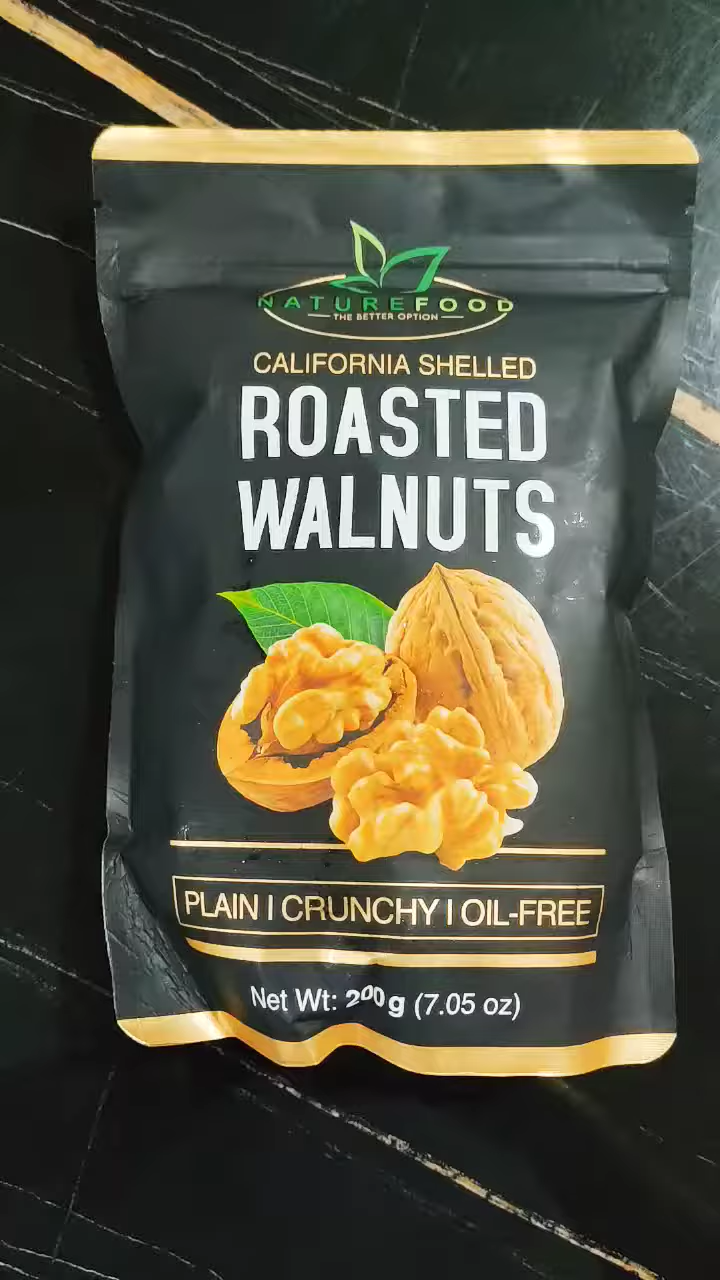 NATUREFOOD
THE BETTER OPTION
CALIFORNIA SHELLED
ROASTED
WALNUTS
PLAIN | CRUNCHY | OIL-FREE
Net Wt: 200g (7.05 oz)